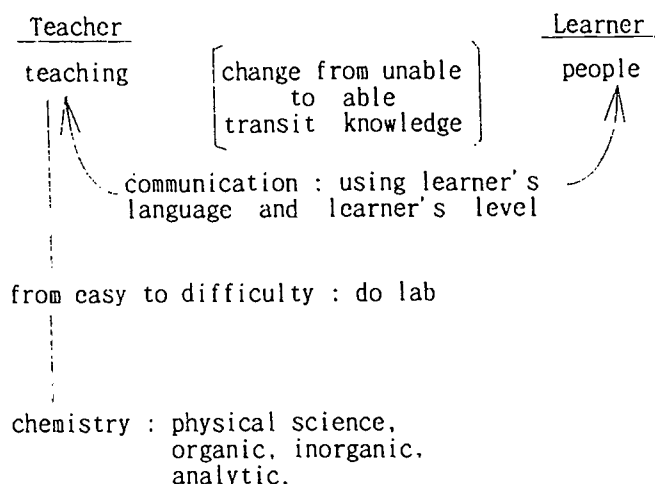 Teacher
Learner
teaching
change from unable
to able
transit knowledge
people
communication : using learner's
language and learner's level
from easy to difficulty : do lab
chemistry : physical science,
organic, inorganic,
analytic,